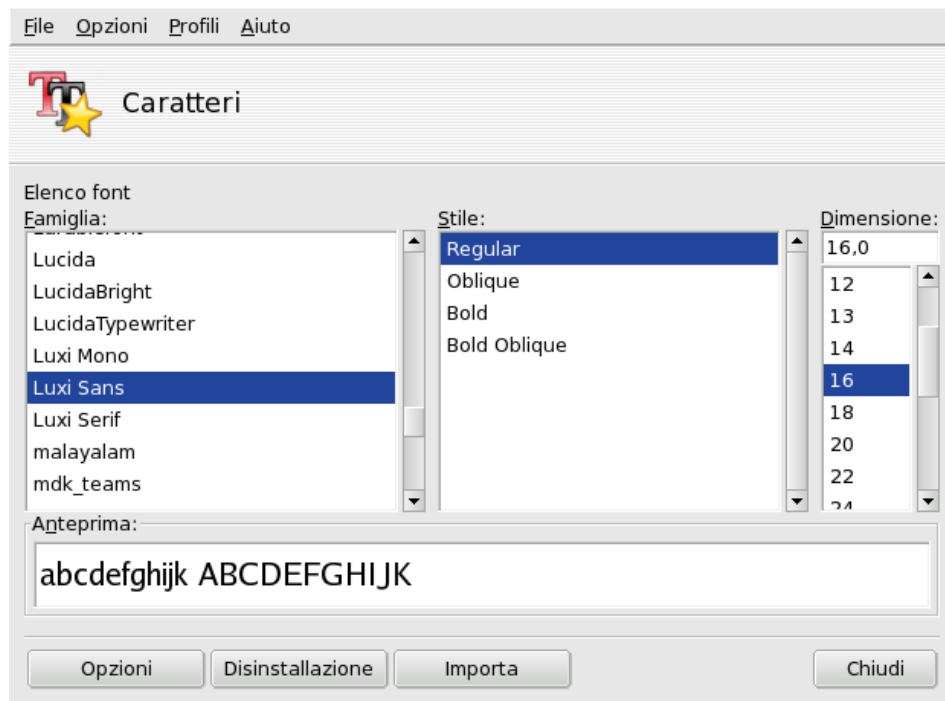 File Opzioni Profili Aiuto
Caratteri
Elenco font
Famiglia:
Lucida
LucidaBright
LucidaTypewriter
Luxi Mono
Luxi Sans
Luxi Serif
malayalam
mdk_teams
Stile:
Regular
Oblique
Bold
Bold Oblique
Dimensione:
16,0
12
13
14
16
18
20
22
24
Anteprima:
abcdefghijk ABCDEFGHIJK
Opzioni Disinstallazione Importa Chiudi